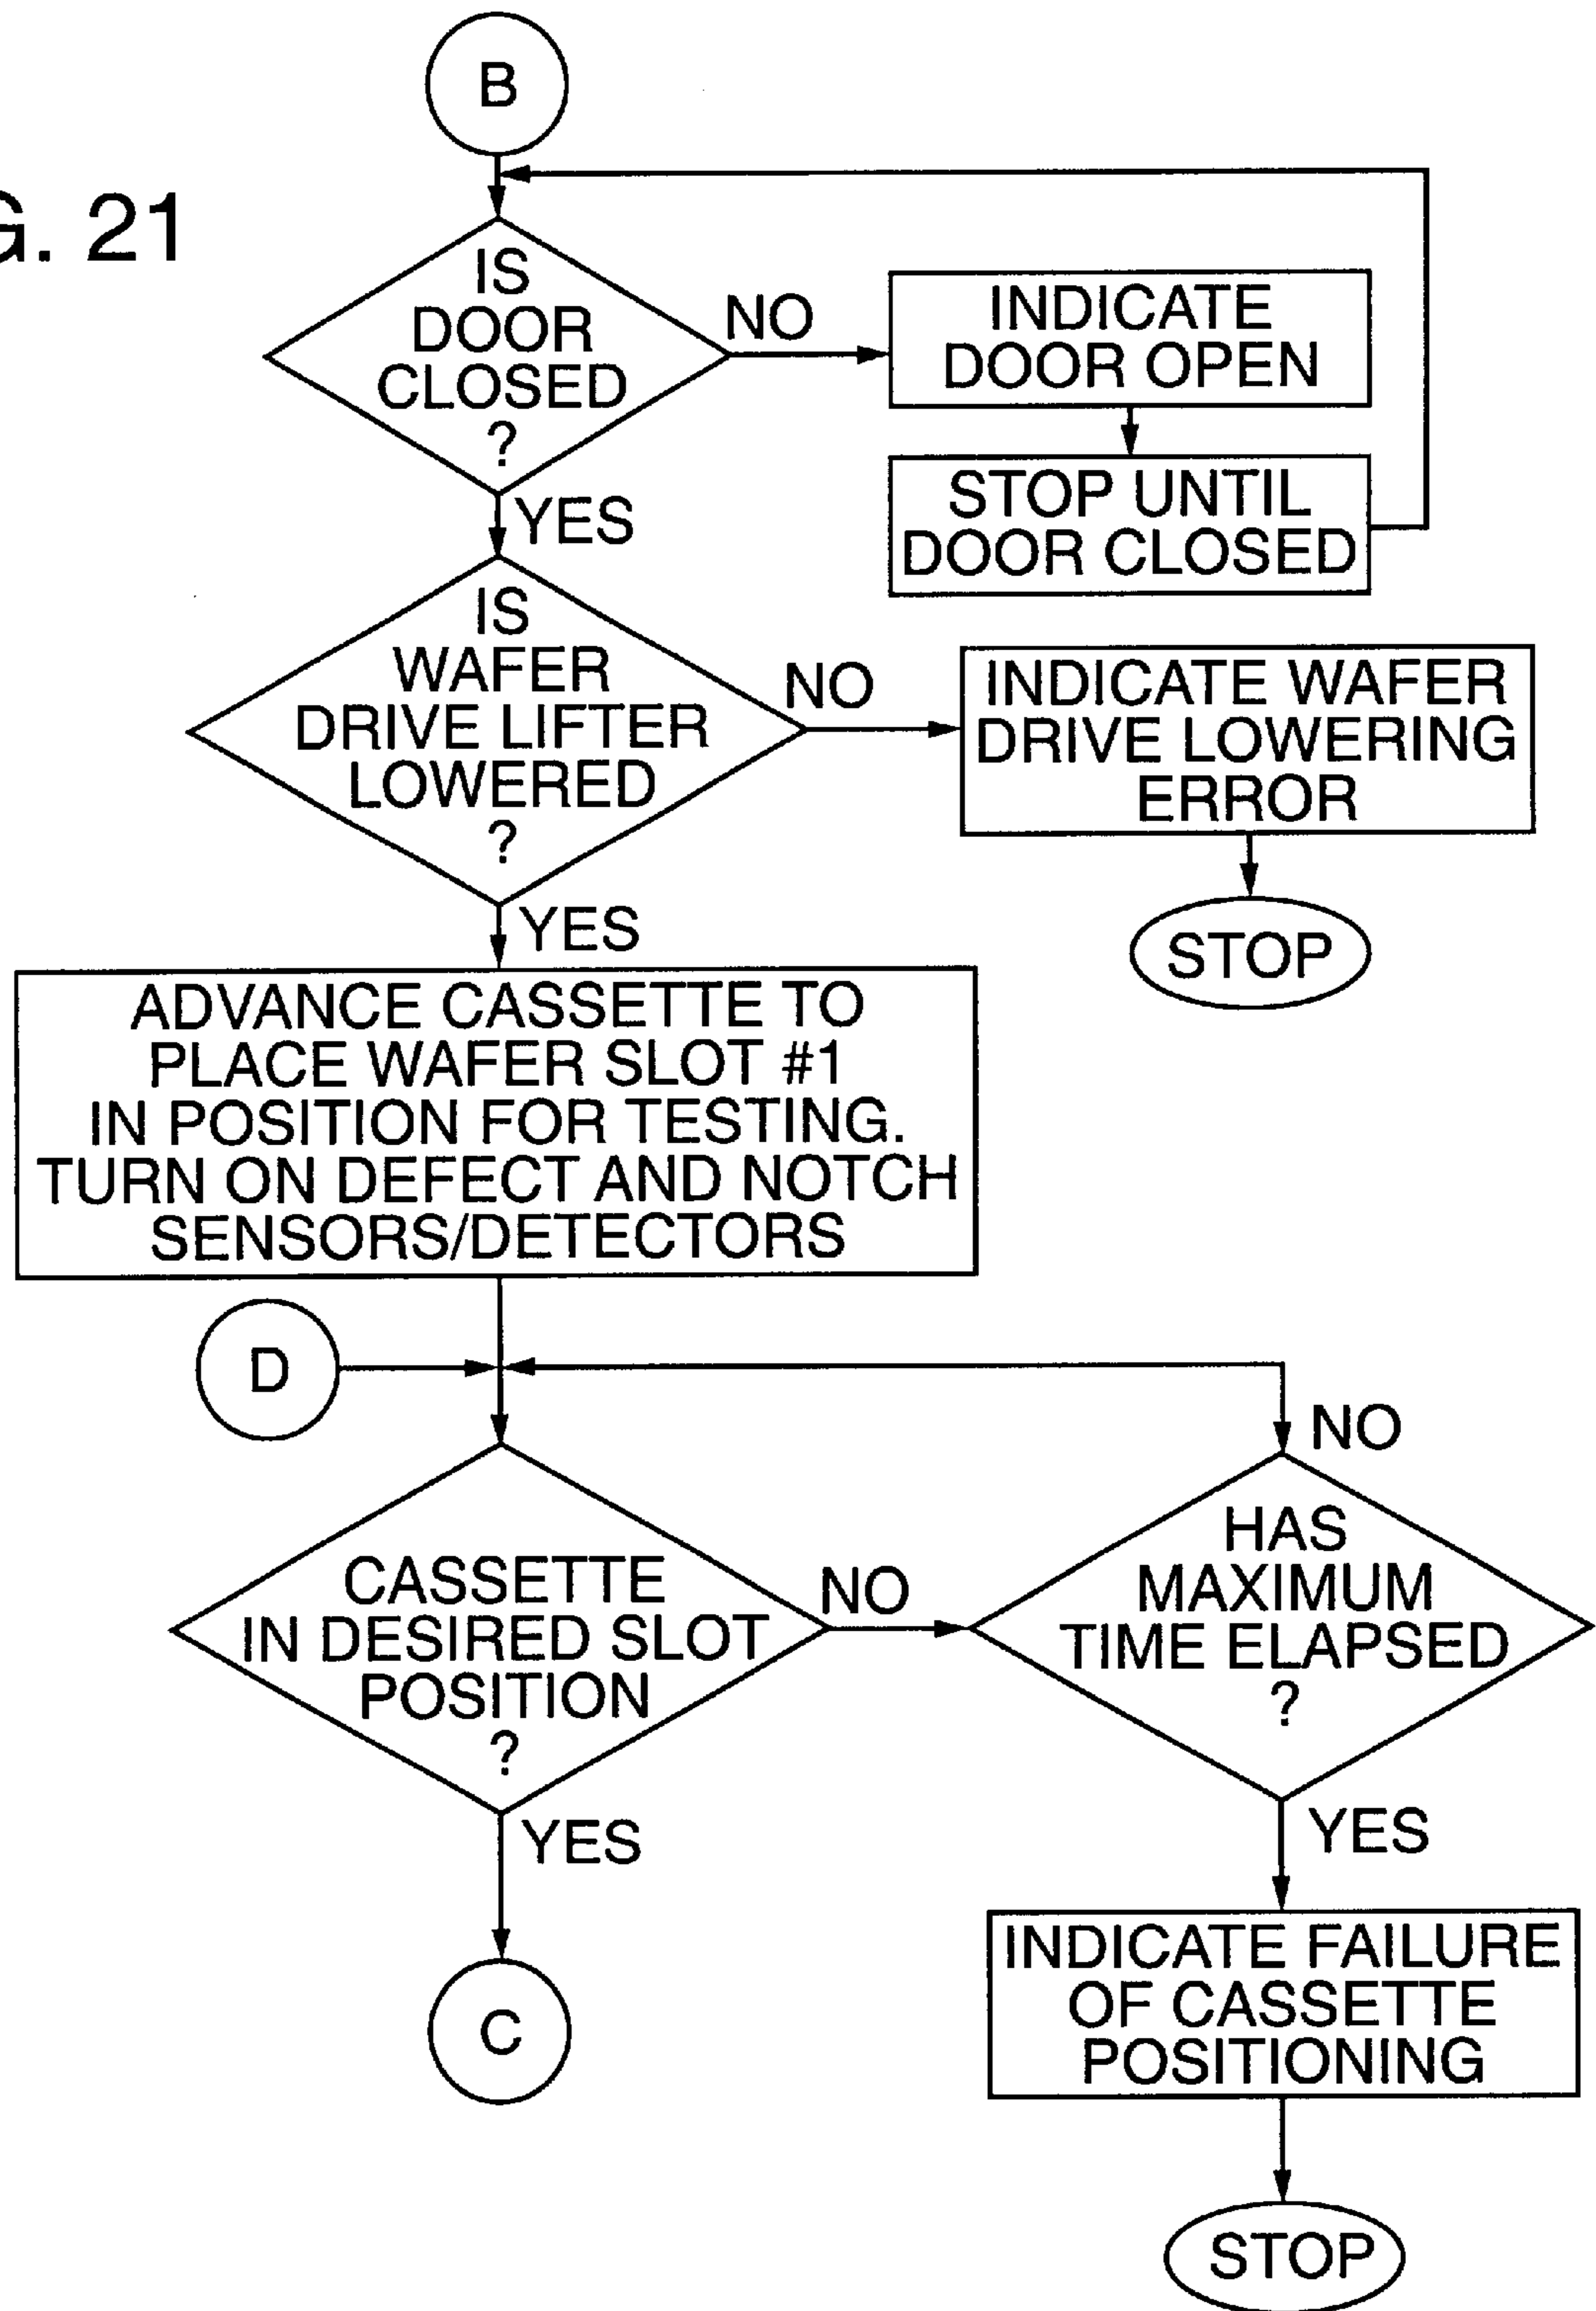 B
G. 21
IS
DOOR
CLOSED
?
NO
INDICATE
DOOR OPEN
STOP UNTIL
DOOR CLOSED
YES
IS
WAFER
DRIVE LIFTER
LOWERED
?
NO
INDICATE WAFER
DRIVE LOWERING
ERROR
STOP
YES
ADVANCE CASSETTE TO
PLACE WAFER SLOT #1
IN POSITION FOR TESTING.
TURN ON DEFECT AND NOTCH
SENSORS/DETECTORS
D
NO
CASSETTE
IN DESIRED SLOT
POSITION
?
NO
HAS
MAXIMUM
TIME ELAPSED
?
YES
YES
C
INDICATE FAILURE
OF CASSETTE
POSITIONING
STOP